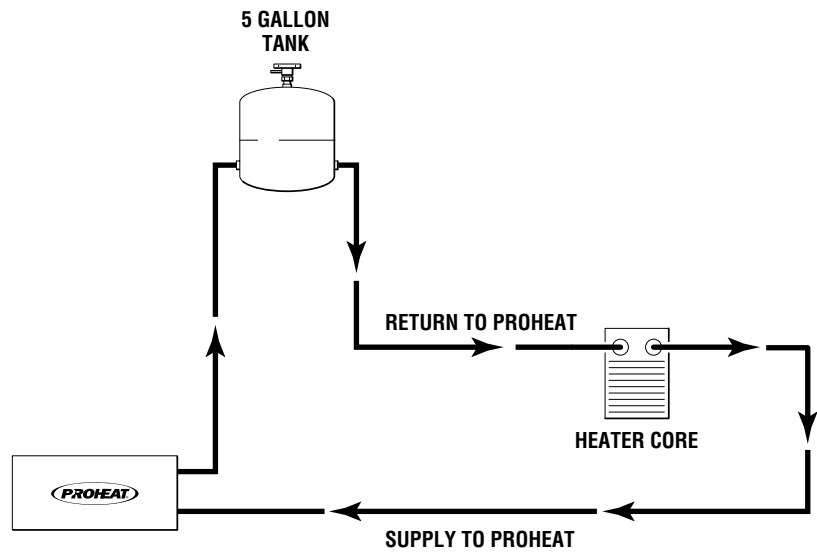 5 GALLON
TANK
RETURN TO PROHEAT
HEATER CORE
PROHEAT
SUPPLY TO PROHEAT